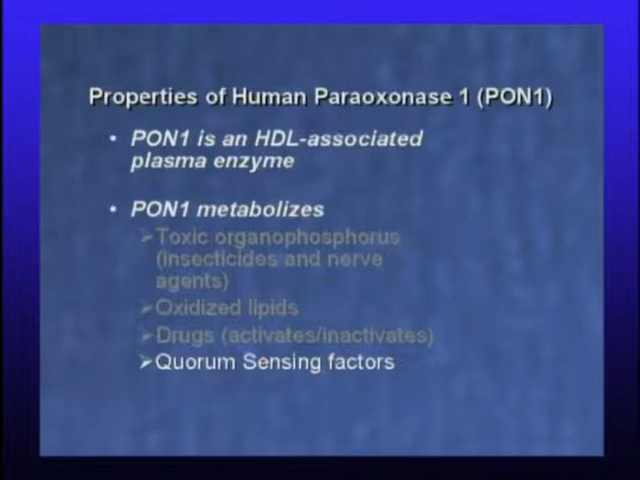 Properties of Human Paraoxonase 1 (PON1)
• PON1 is an HDL-associated
plasma enzyme
• PON1 metabolizes
➢Toxic organophosphorus
(insecticides and nerve
agents)
➢Oxidized lipids
➢Drugs (activates/inactivates)
➢Quorum Sensing factors